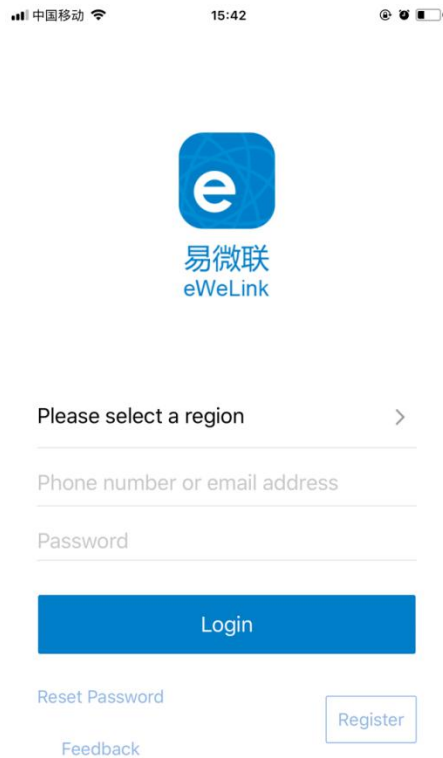 中国移动 15:42
e
易微联
eWeLink
Please select a region
Phone number or email address
Password
Login
Reset Password
Register
Feedback